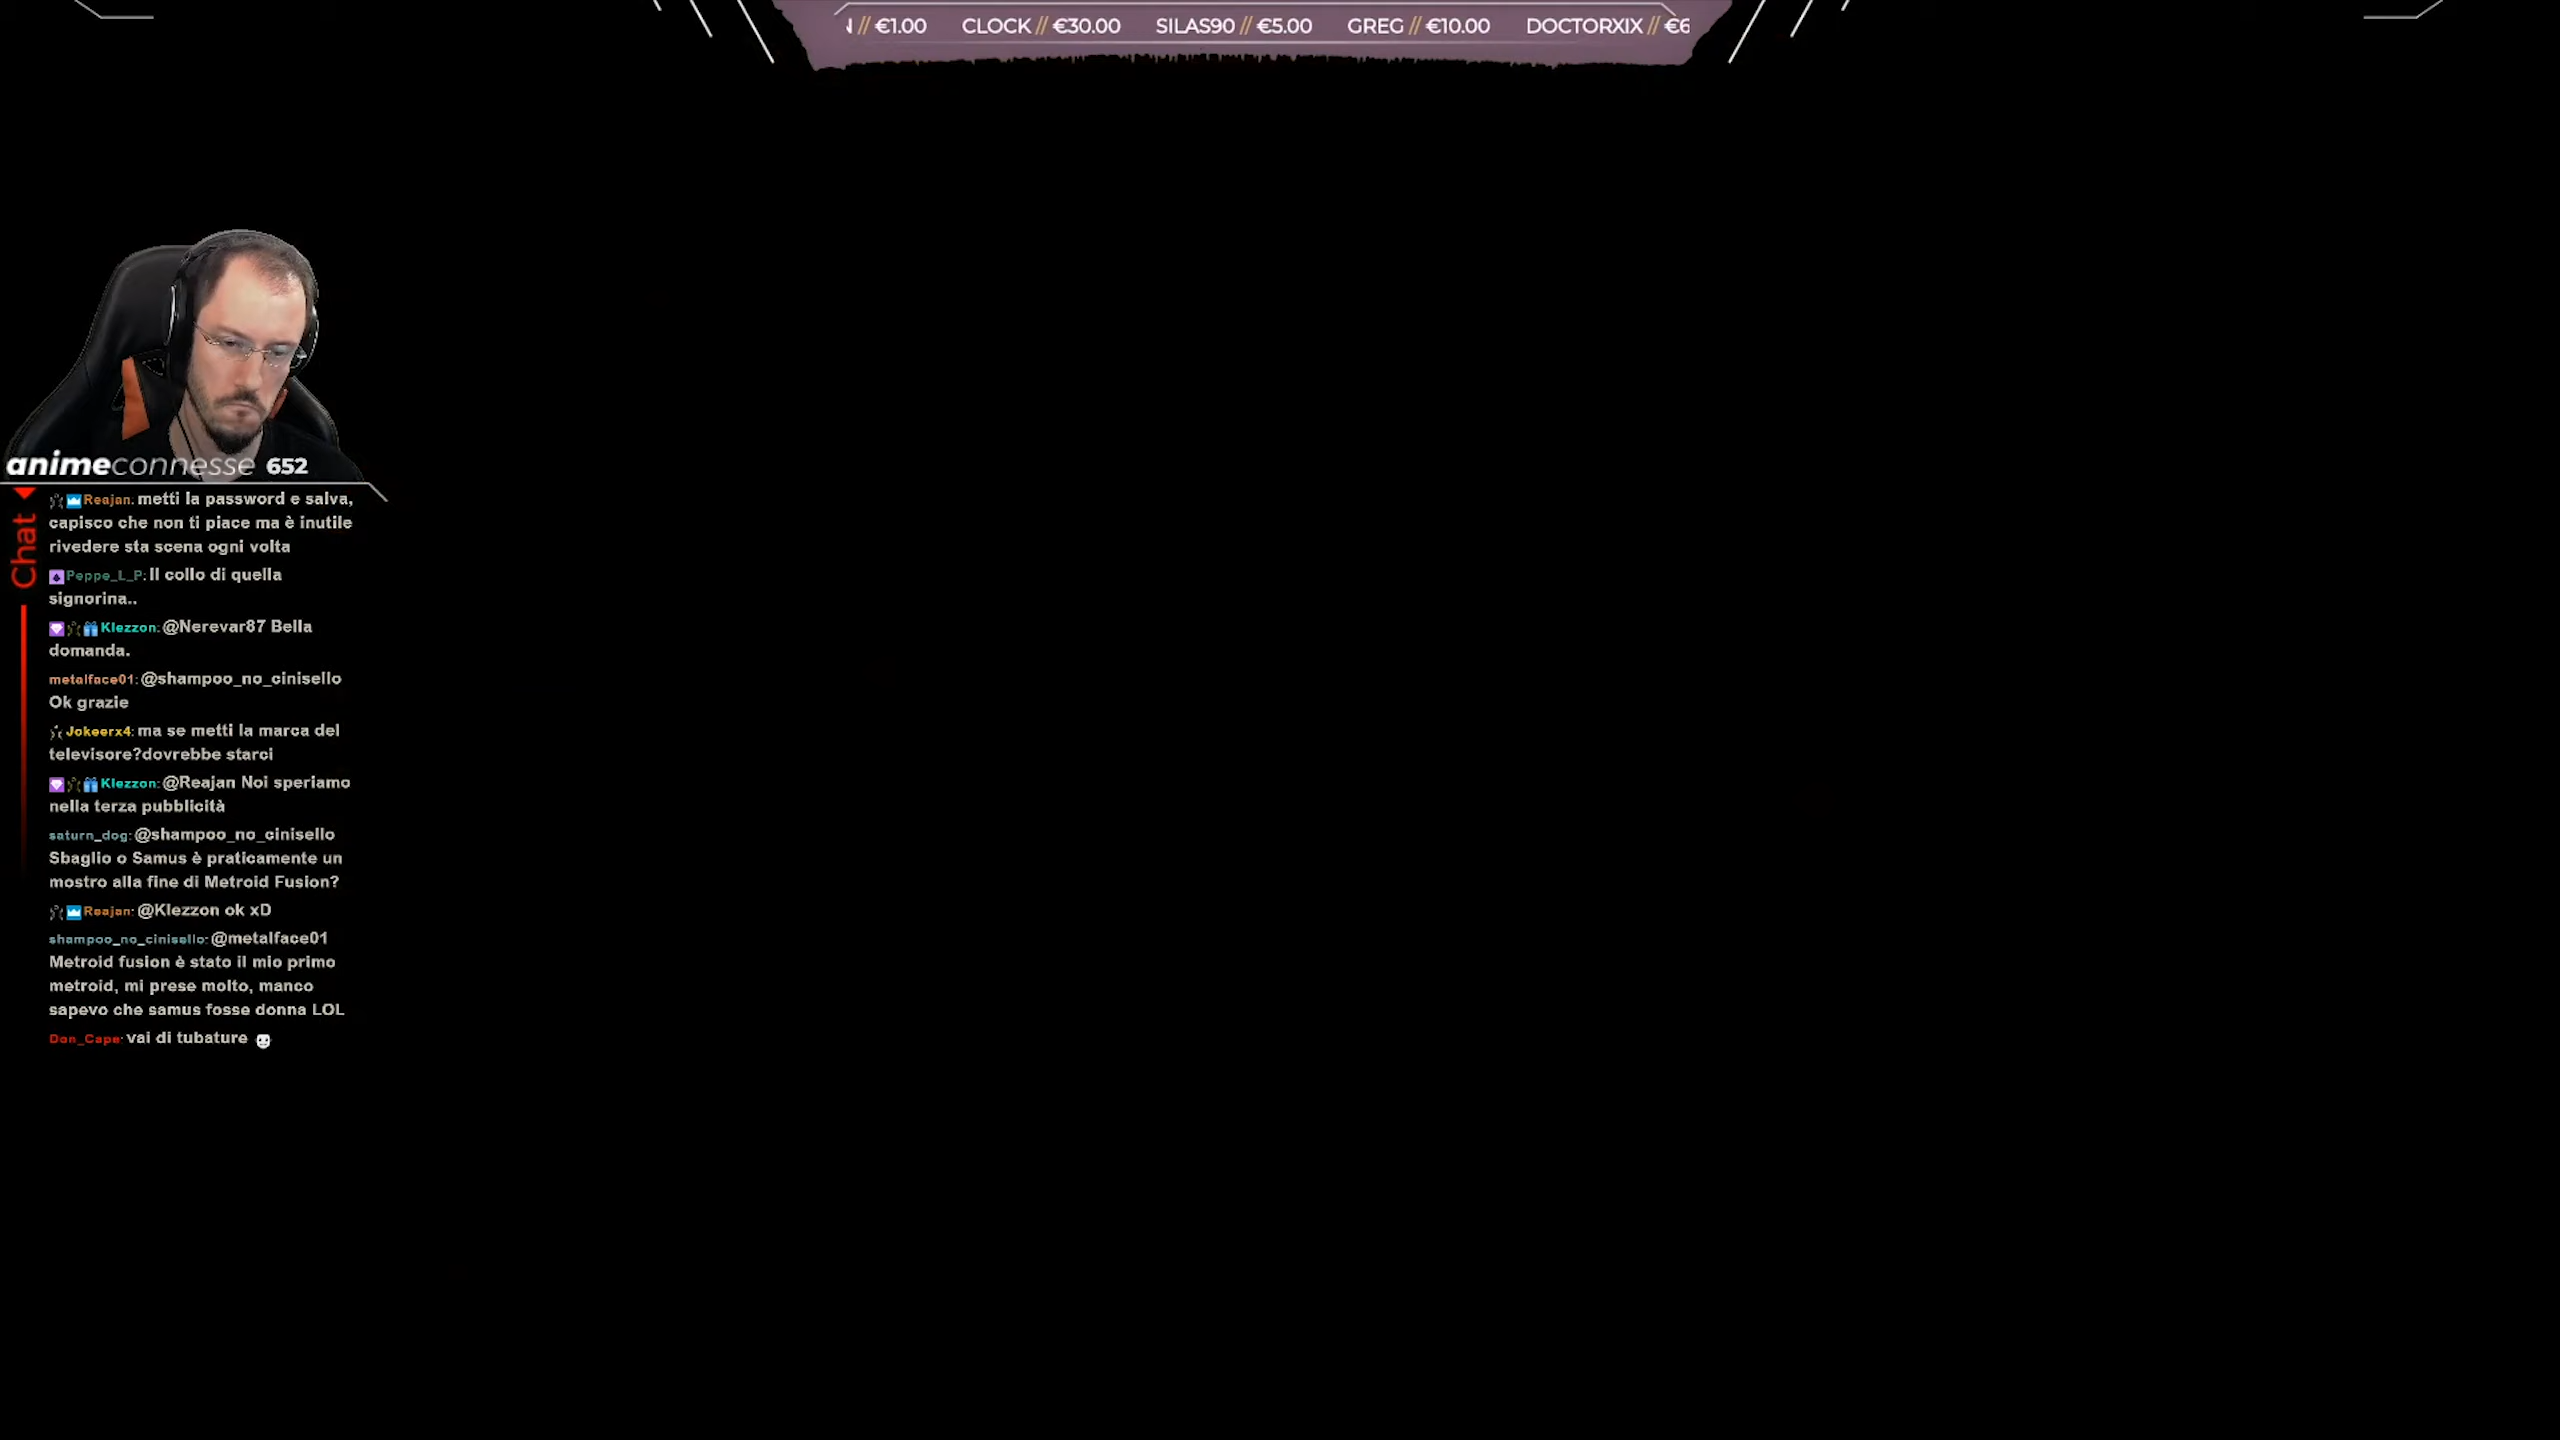 // €1.00 CLOCK // €30.00 SILAS90 // €5.00 GREG // €10.00 DOCTORXIX // €6
animeconnesse 652
Chat
Reajan: metti la password e salva,
capisco che non ti piace ma è inutile
rivedere sta scena ogni volta
Peppe_L_P: Il collo di quella
signorina..
Klezzon: @Nerevar87 Bella
domanda.
metalface01: @shampoo_no_cinisello
Ok grazie
Jokeerx4: ma se metti la marca del
televisore?dovrebbe starci
Klezzon: @Reajan Noi speriamo
nella terza pubblicità
saturn_dog: @shampoo_no_cinisello
Sbaglio o Samus è praticamente un
mostro alla fine di Metroid Fusion?
Reajan: @Klezzon ok xD
shampoo_no_cinisello: @metalface01
Metroid fusion è stato il mio primo
metroid, mi prese molto, manco
sapevo che samus fosse donna LOL
Don_Cape: vai di tubature